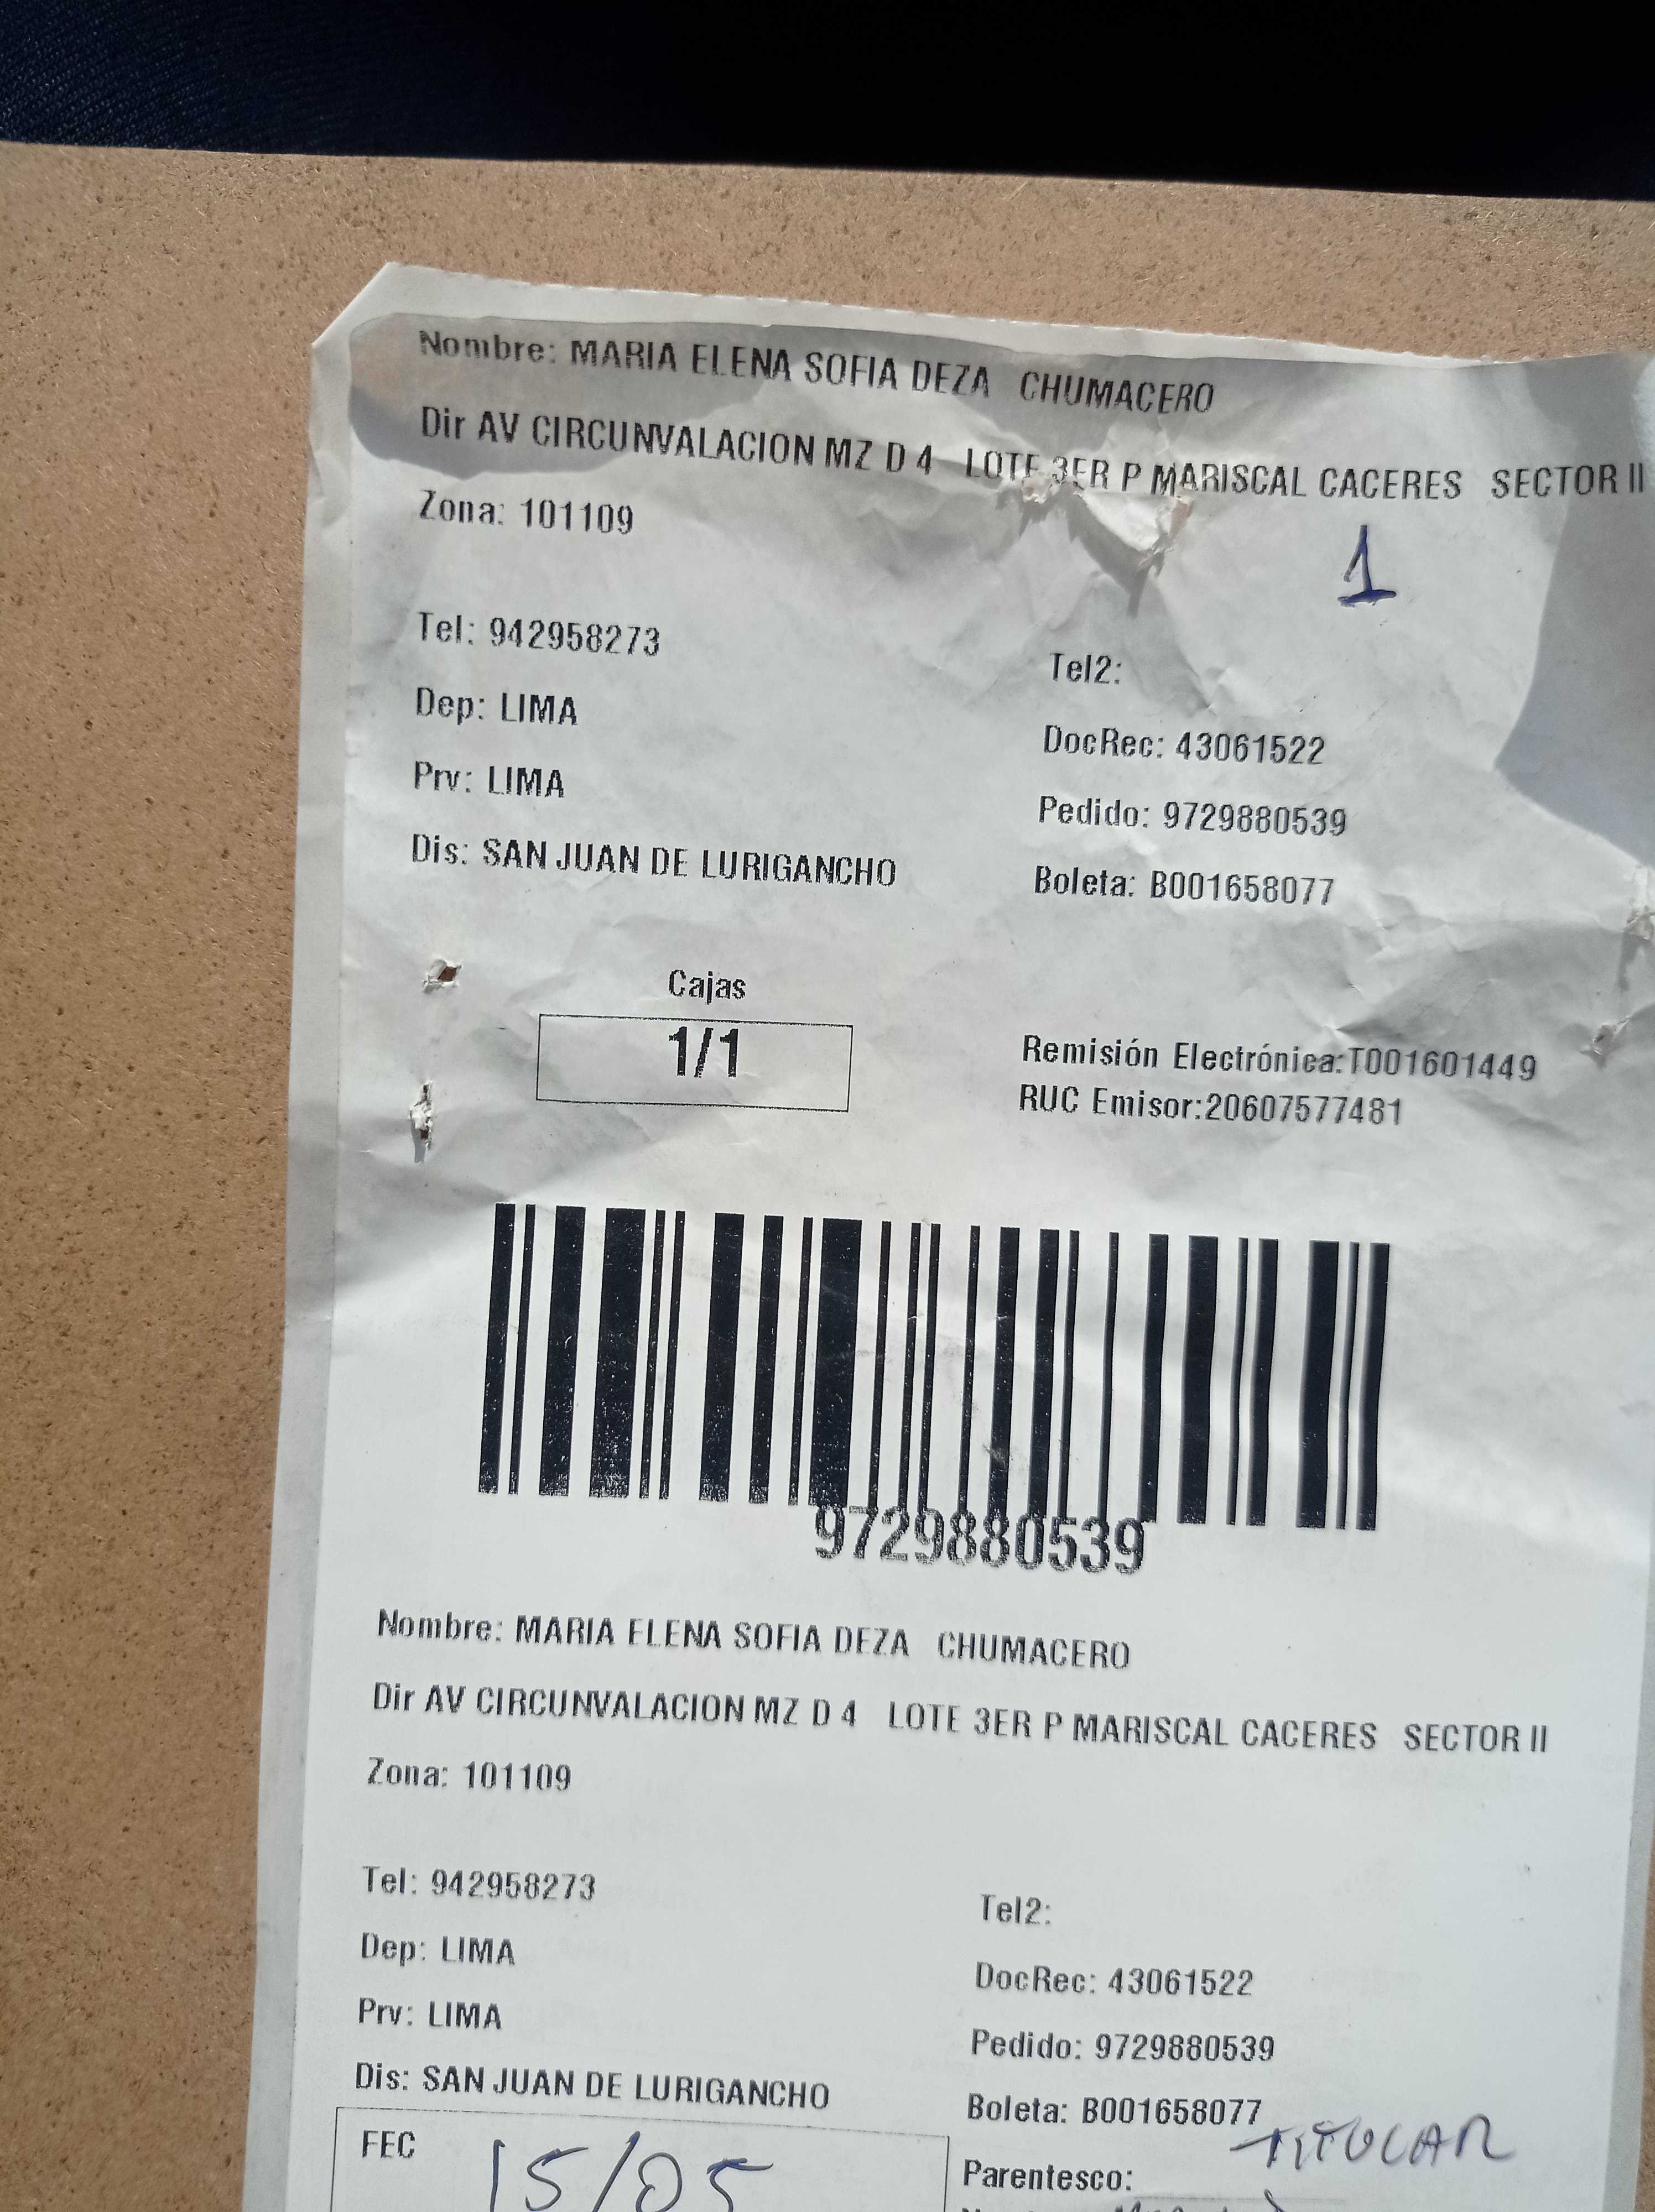 Nombre: MARIA ELENA SOFIA DEZA CHUMACERO
Dir AV CIRCUNVALACION MZ D 4 LOTE 3ER P MARISCAL CACERES SECTOR II
Zona: 101109
1
Tel: 942958273
Tel2:
Dep: LIMA
DocRec: 43061522
Prv: LIMA
Pedido: 9729880539
Dis: SAN JUAN DE LURIGANCHO
Boleta: B001658077
Cajas
1/1
Remisión Electrónica:T001601449
RUC Emisor:20607577481
9729880539
Nombre: MARIA ELENA SOFIA DEZA CHUMACERO
Dir AV CIRCUNVALACION MZ D 4 LOTE 3ER P MARISCAL CACERES SECTOR II
Zona: 101109
Tel: 942958273
Tel2:
Dep: LIMA
DocRec: 43061522
Prv: LIMA
Pedido: 9729880539
Dis: SAN JUAN DE LURIGANCHO
Boleta: B001658077
FEC 15/05
Parentesco: TITULAR